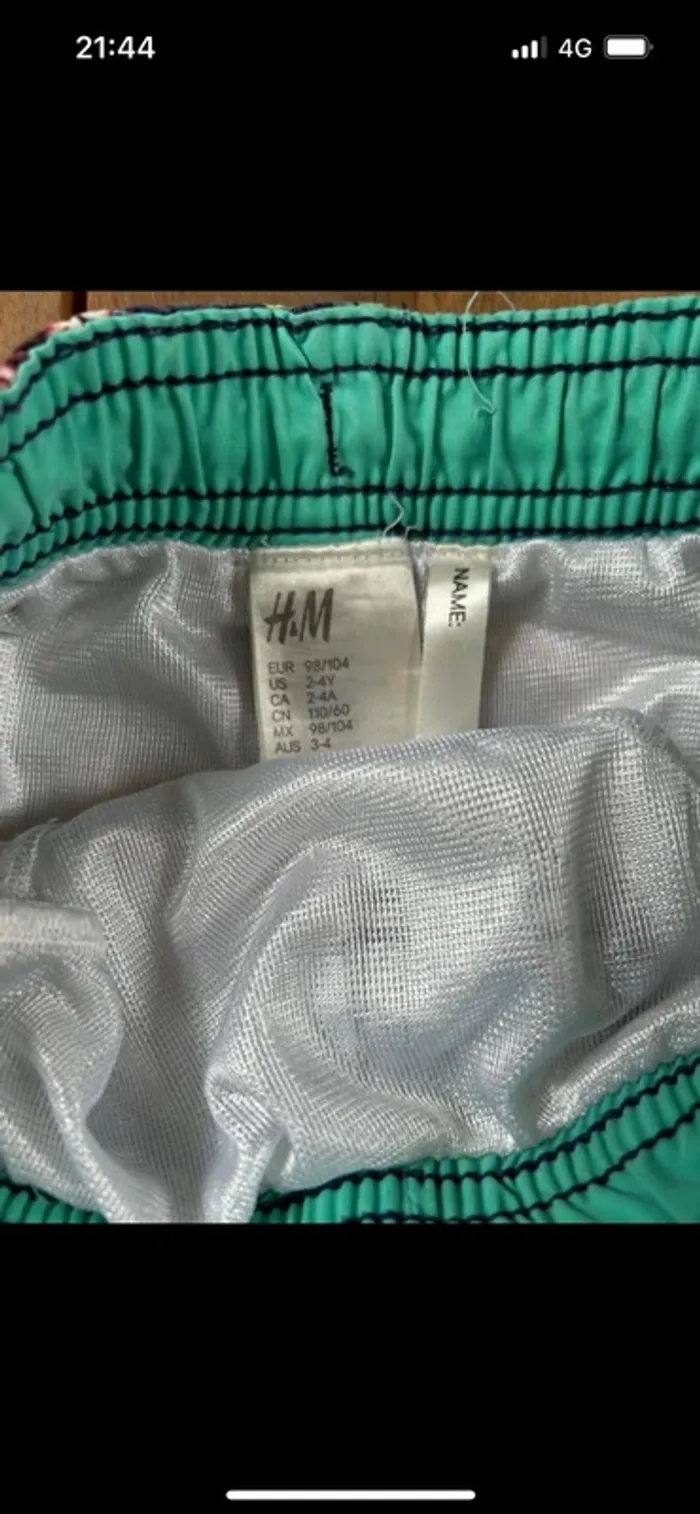 21:44
4G
H&M
EUR 98/104
US 2-4Y
CA 2-4A
CN 110/60
MX 98/104
AUS 3-4
NAME: